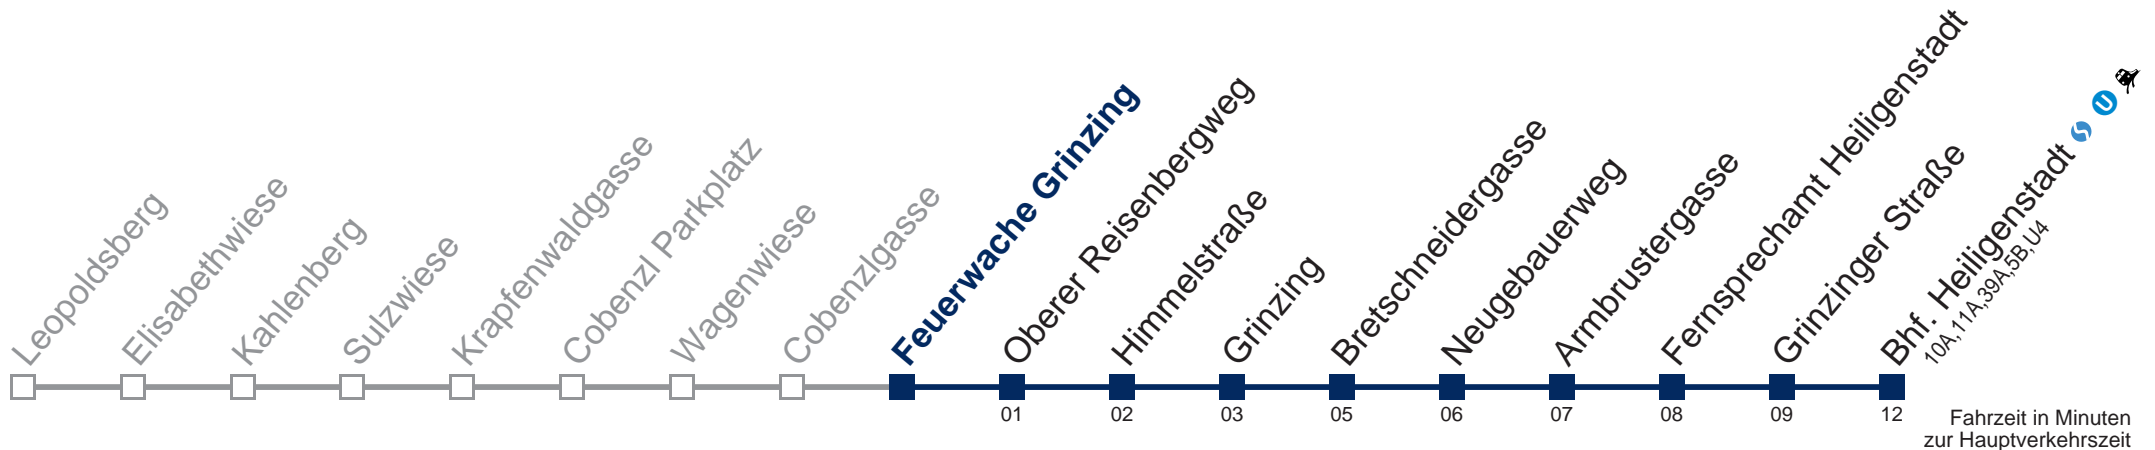 Leopoldsberg
Elisabethwiese
Kahlenberg
Sulzwiese
Krapfenwaldgasse
Cobenzl Parkplatz
Wagenwiese
Cobenzlgasse
Feuerwache Grinzing
Oberer Reisenbergweg
Himmelstraße
Grinzing
Bretschneidergasse
Neugebauerweg
Armbrustergasse
Fernsprechamt Heiligenstadt
Grinzinger Straße
Bhf. Heiligenstadt S U
10A,11A,39A,5B,U4
01 02 03 05 06 07 08 09 12
Fahrzeit in Minuten
zur Hauptverkehrszeit